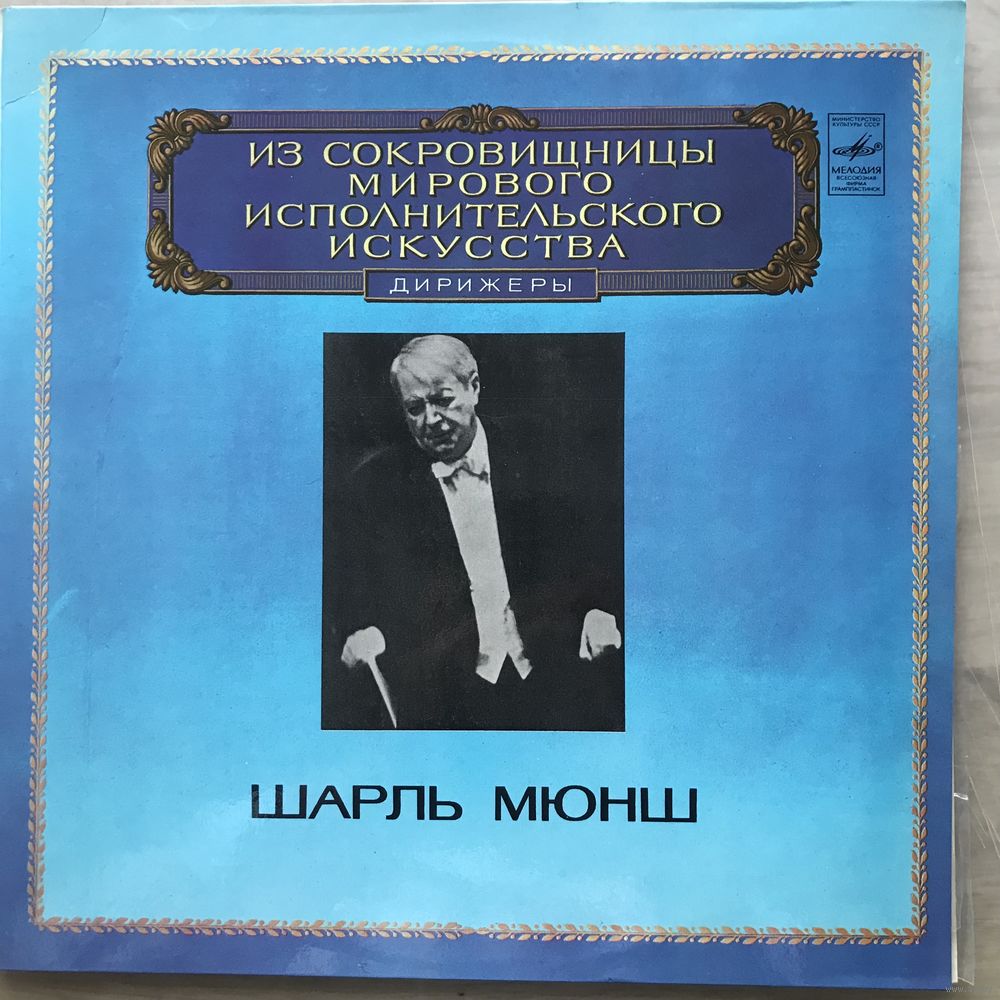 ИЗ СОКРОВИЩНИЦЫ
МИРОВОГО
ИСПОЛНИТЕЛЬСКОГО
ИСКУССТВА
ДИРИЖЕРЫ
МИНИСТЕРСТВО
КУЛЬТУРЫ СССР
®
МЕЛОДИЯ
ВСЕСОЮЗНАЯ
ФИРМА
ГРАМПЛАСТИНОК
ШАРЛЬ МЮНШ